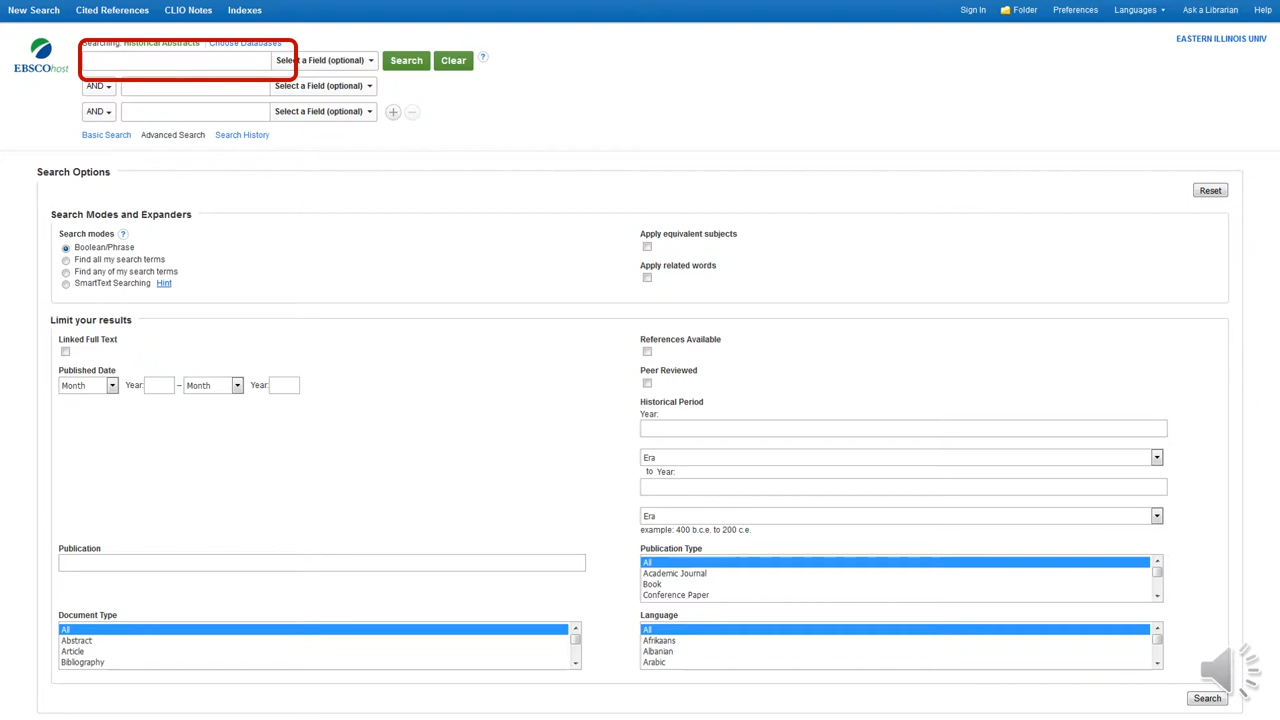 New Search Cited References CLIO Notes Indexes Sign In Folder Preferences Languages Ask a Librarian Help
EASTERN ILLINOIS UNIV
EBSCOhost
Searching: Historical Abstracts Choose Databases
Select a Field (optional) Search Clear ?
AND Select a Field (optional)
AND Select a Field (optional)
Basic Search Advanced Search Search History
Search Options
Reset
Search Modes and Expanders
Search modes ?
Boolean/Phrase
Find all my search terms
Find any of my search terms
SmartText Searching Hint
Apply equivalent subjects
Apply related words
Limit your results
Linked Full Text
Published Date
Month Year: – Month Year:
References Available
Peer Reviewed
Historical Period
Year:
Era
to Year:
Era
example: 400 b.c.e. to 200 c.e.
Publication
Publication Type
All
Academic Journal
Book
Conference Paper
Document Type
All
Abstract
Article
Bibliography
Language
All
Afrikaans
Albanian
Arabic
Search